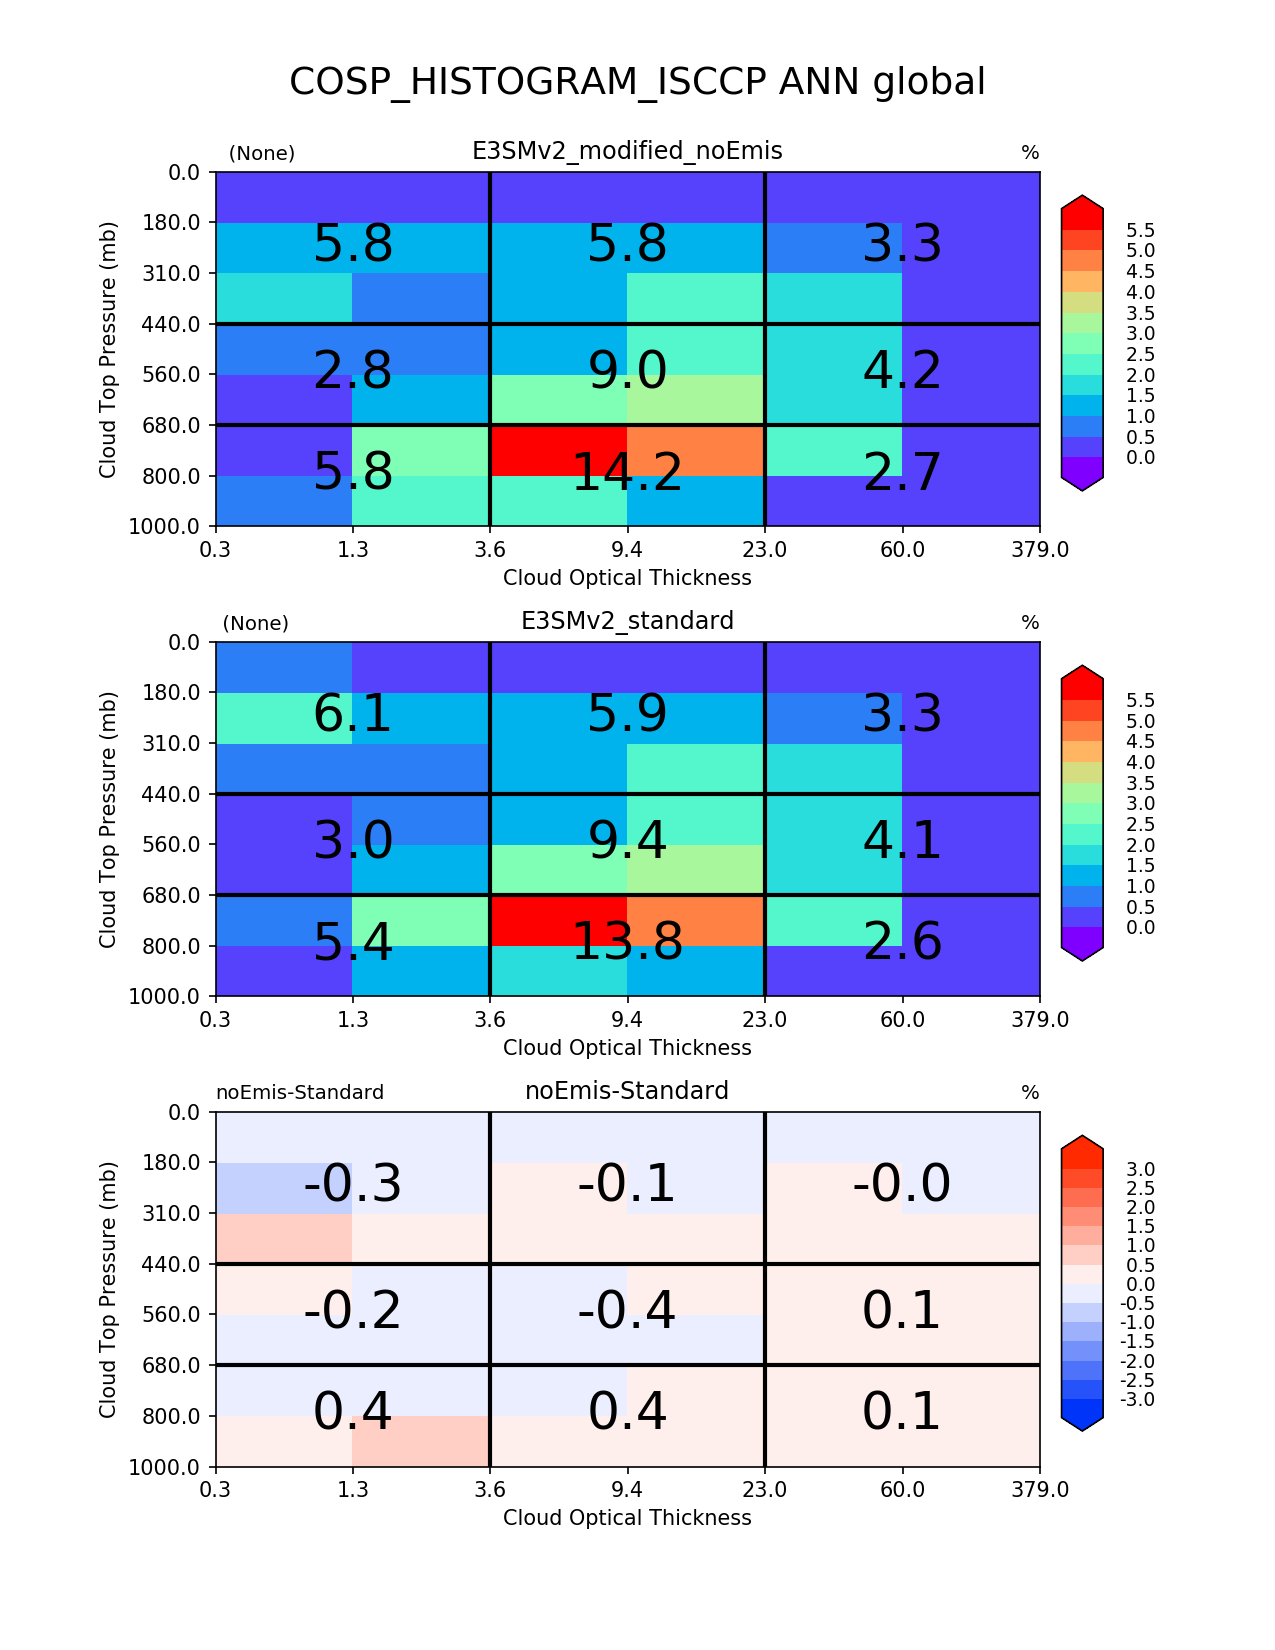 COSP_HISTOGRAM_ISCCP ANN global
(None) E3SMv2_modified_noEmis %
0.0
180.0
310.0
440.0
560.0
680.0
800.0
1000.0
Cloud Top Pressure (mb)
5.8 5.8 3.3
2.8 9.0 4.2
5.8 14.2 2.7
0.3 1.3 3.6 9.4 23.0 60.0 379.0
Cloud Optical Thickness
5.5
5.0
4.5
4.0
3.5
3.0
2.5
2.0
1.5
1.0
0.5
0.0
(None) E3SMv2_standard %
0.0
180.0
310.0
440.0
560.0
680.0
800.0
1000.0
Cloud Top Pressure (mb)
6.1 5.9 3.3
3.0 9.4 4.1
5.4 13.8 2.6
0.3 1.3 3.6 9.4 23.0 60.0 379.0
Cloud Optical Thickness
5.5
5.0
4.5
4.0
3.5
3.0
2.5
2.0
1.5
1.0
0.5
0.0
noEmis-Standard noEmis-Standard %
0.0
180.0
310.0
440.0
560.0
680.0
800.0
1000.0
Cloud Top Pressure (mb)
-0.3 -0.1 -0.0
-0.2 -0.4 0.1
0.4 0.4 0.1
0.3 1.3 3.6 9.4 23.0 60.0 379.0
Cloud Optical Thickness
3.0
2.5
2.0
1.5
1.0
0.5
0.0
-0.5
-1.0
-1.5
-2.0
-2.5
-3.0